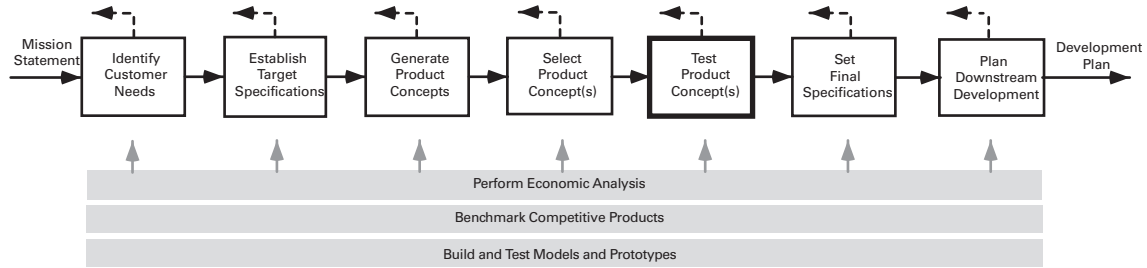 Mission
Statement
Identify
Customer
Needs
Establish
Target
Specifications
Generate
Product
Concepts
Select
Product
Concept(s)
Test
Product
Concept(s)
Set
Final
Specifications
Plan
Downstream
Development
Development
Plan
Perform Economic Analysis
Benchmark Competitive Products
Build and Test Models and Prototypes